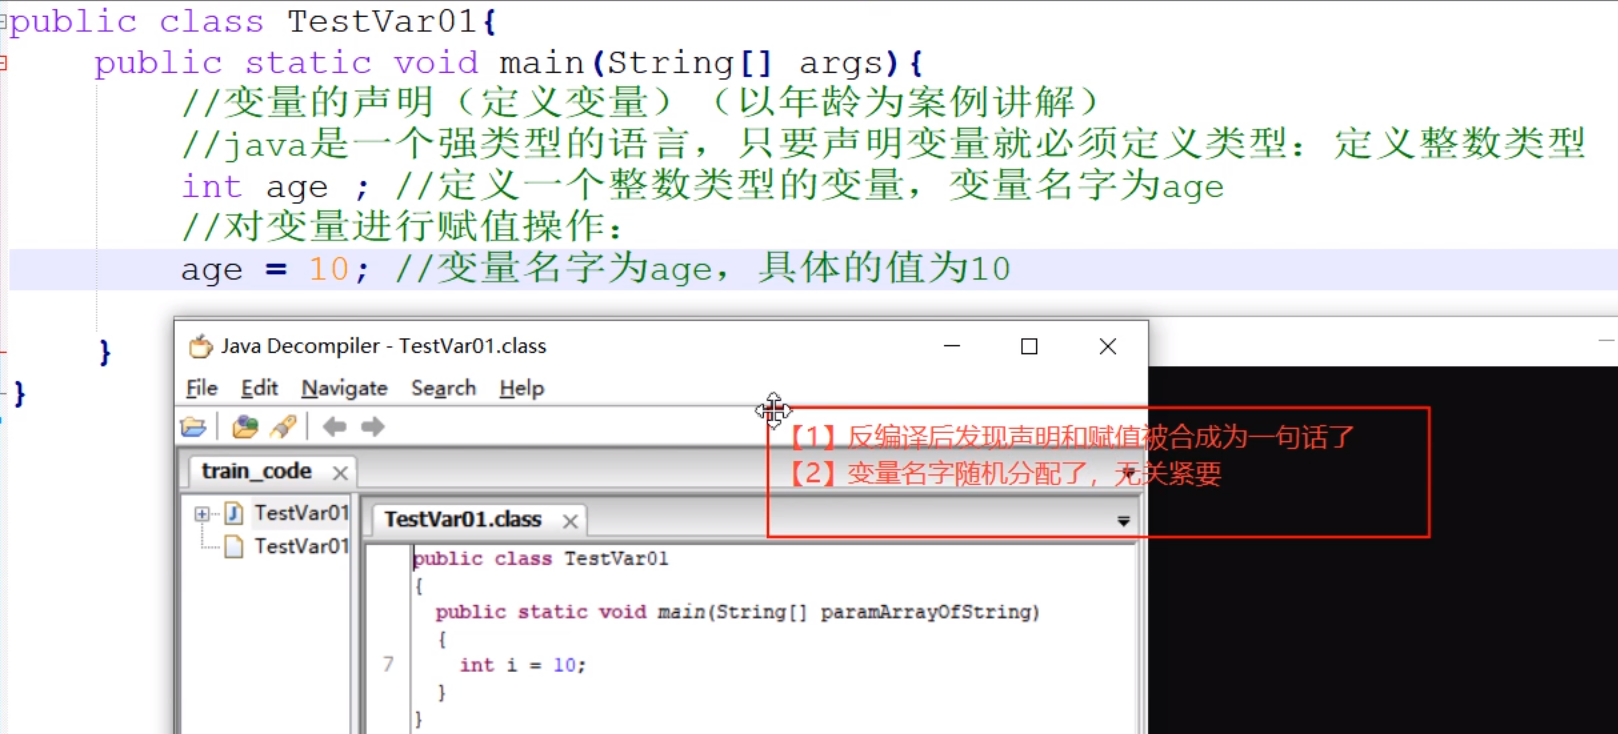 public class TestVar01{
public static void main(String[] args){
//变量的声明（定义变量）（以年龄为案例讲解）
//java是一个强类型的语言，只要声明变量就必须定义类型：定义整数类型
int age ; //定义一个整数类型的变量，变量名字为age
//对变量进行赋值操作：
age = 10; //变量名字为age，具体的值为10
}
}
Java Decompiler - TestVar01.class
File Edit Navigate Search Help
【1】反编译后发现声明和赋值被合成为一句话了
【2】变量名字随机分配了，无关紧要
train_code
TestVar01
TestVar01
TestVar01.class
public class TestVar01
{
public static void main(String[] paramArrayOfString)
{
7 int i = 10;
}
}